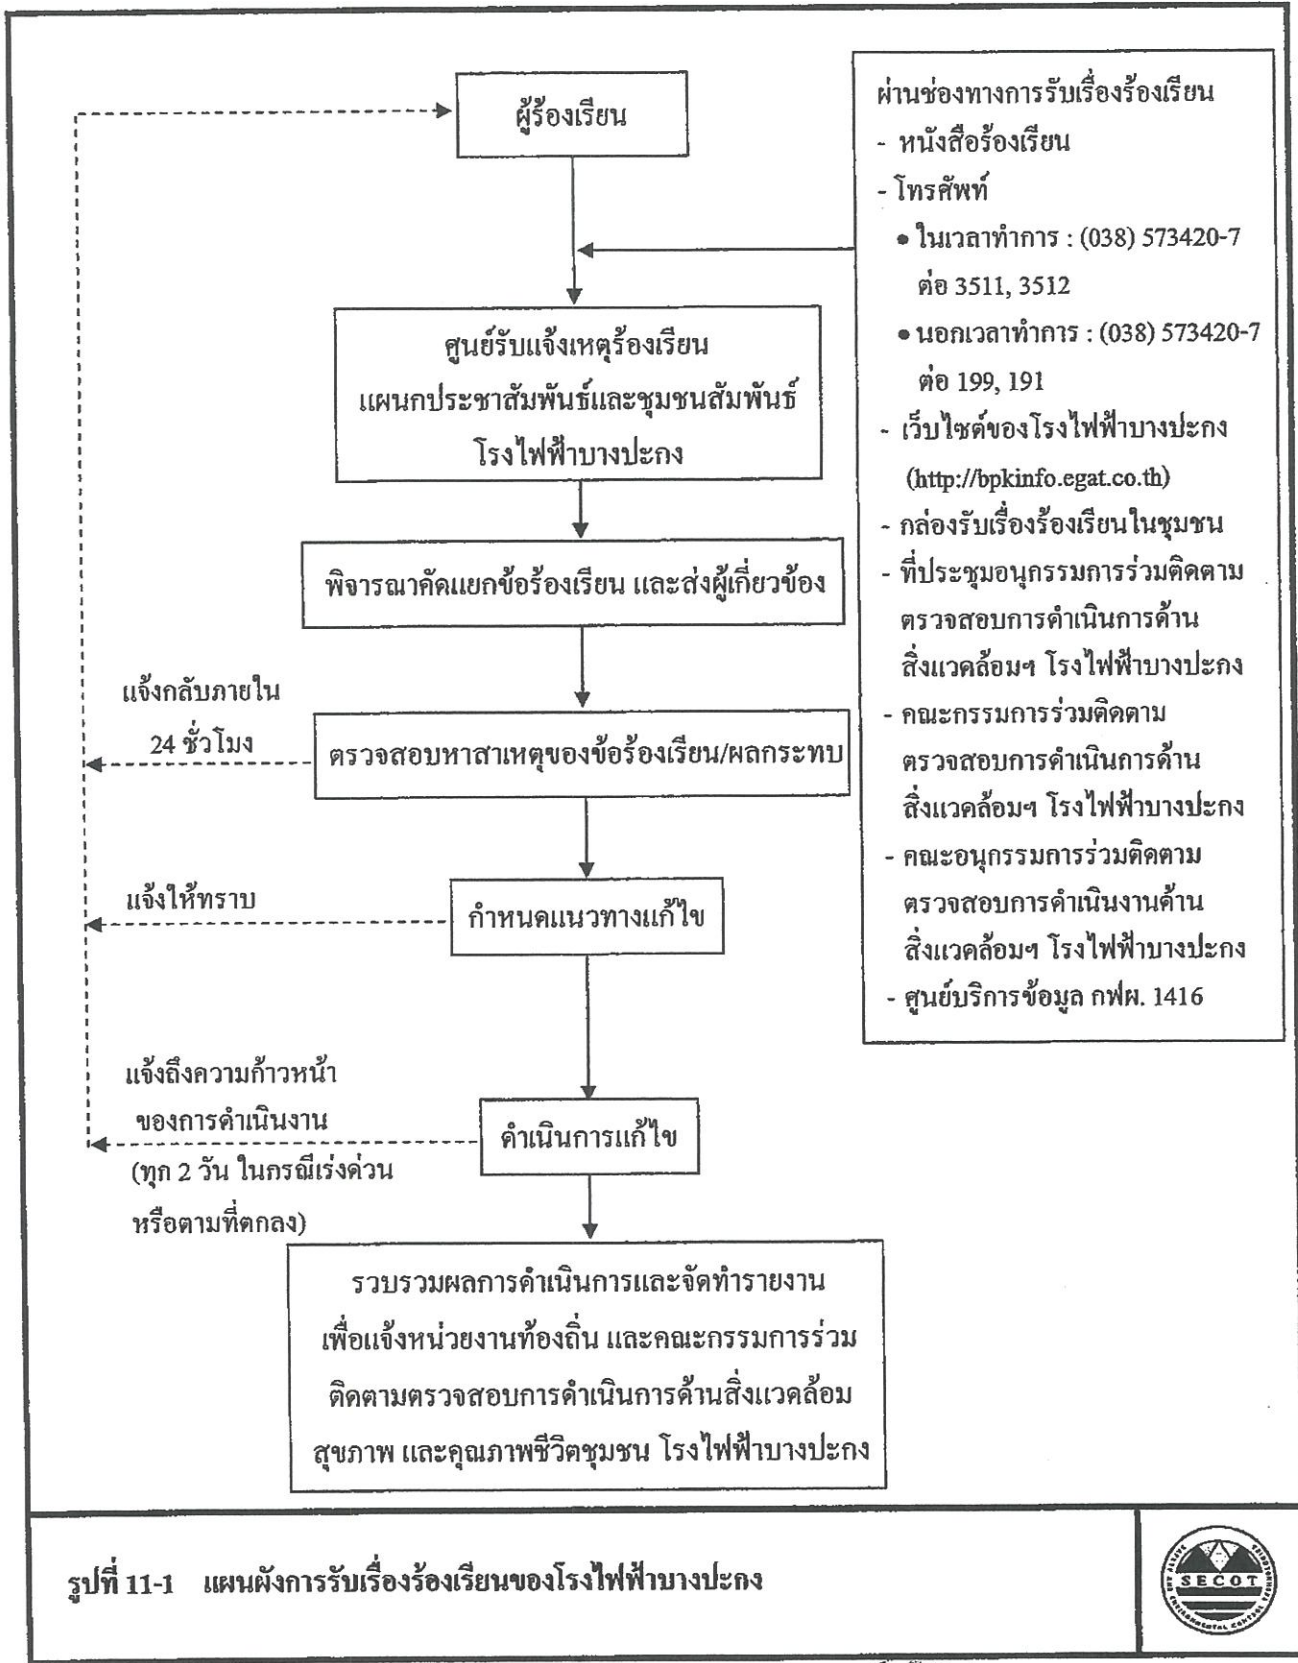 ผู้ร้องเรียน
ผ่านช่องทางการรับเรื่องร้องเรียน
- หนังสือร้องเรียน
- โทรศัพท์
• ในเวลาทำการ : (038) 573420-7
ต่อ 3511, 3512
• นอกเวลาทำการ : (038) 573420-7
ต่อ 199, 191
- เว็บไซต์ของโรงไฟฟ้าบางปะกง
(http://bpkinfo.egat.co.th)
- กล่องรับเรื่องร้องเรียนในชุมชน
- ที่ประชุมอนุกรรมการร่วมติดตาม
ตรวจสอบการดำเนินการด้าน
สิ่งแวดล้อมฯ โรงไฟฟ้าบางปะกง
- คณะกรรมการร่วมติดตาม
ตรวจสอบการดำเนินการด้าน
สิ่งแวดล้อมฯ โรงไฟฟ้าบางปะกง
- คณะอนุกรรมการร่วมติดตาม
ตรวจสอบการดำเนินงานด้าน
สิ่งแวดล้อมฯ โรงไฟฟ้าบางปะกง
- ศูนย์บริการข้อมูล กฟผ. 1416
ศูนย์รับแจ้งเหตุร้องเรียน
แผนกประชาสัมพันธ์และชุมชนสัมพันธ์
โรงไฟฟ้าบางปะกง
พิจารณาคัดแยกข้อร้องเรียน และส่งผู้เกี่ยวข้อง
แจ้งกลับภายใน
24 ชั่วโมง
ตรวจสอบหาสาเหตุของข้อร้องเรียน/ผลกระทบ
แจ้งให้ทราบ
กำหนดแนวทางแก้ไข
แจ้งถึงความก้าวหน้า
ของการดำเนินงาน
(ทุก 2 วัน ในกรณีเร่งด่วน
หรือตามที่ตกลง)
ดำเนินการแก้ไข
รวบรวมผลการดำเนินการและจัดทำรายงาน
เพื่อแจ้งหน่วยงานท้องถิ่น และคณะกรรมการร่วม
ติดตามตรวจสอบการดำเนินการด้านสิ่งแวดล้อม
สุขภาพ และคุณภาพชีวิตชุมชน โรงไฟฟ้าบางปะกง
รูปที่ 11-1 แผนผังการรับเรื่องร้องเรียนของโรงไฟฟ้าบางปะกง
SECOT